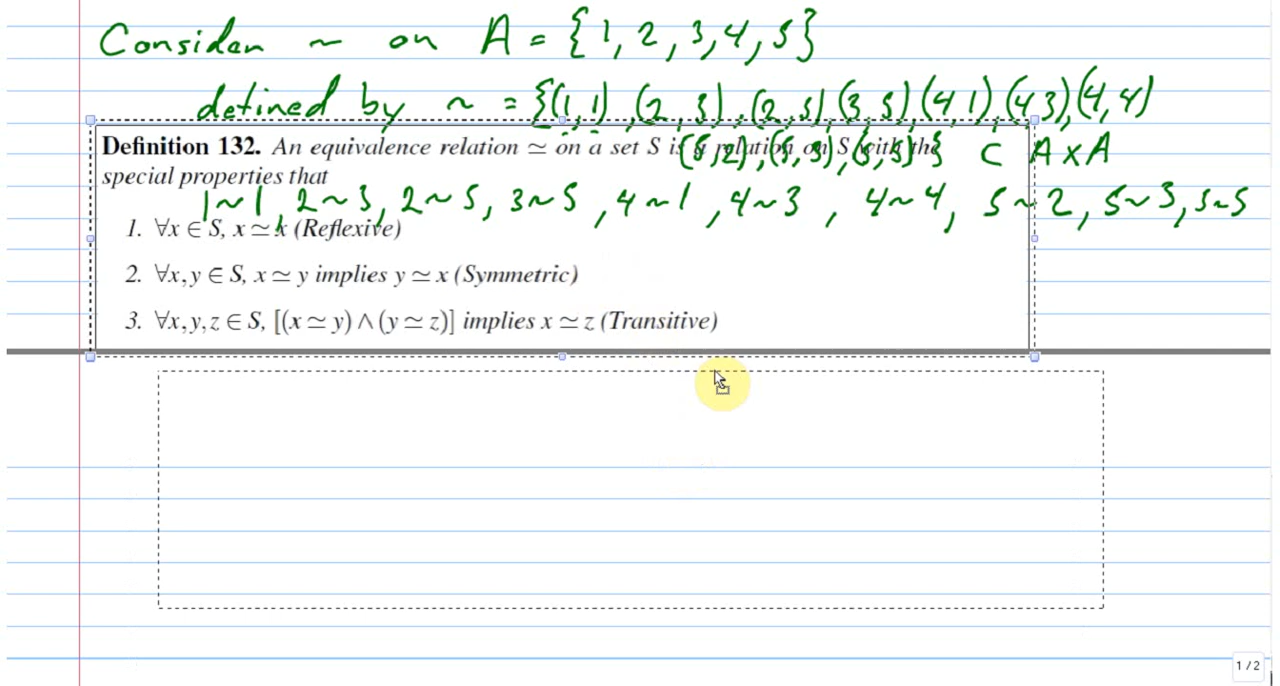 Consider ~ on A = {1, 2, 3, 4, 5}
defined by ~ = {(1,1), (2,3), (2,5), (3,5), (4,1), (4,3), (4,4)
Definition 132. An equivalence relation ≃ on a set S is a relation on S with the
(5,2), (5,3), (5,5)} ⊂ A x A
special properties that
1~1, 2~3, 2~5, 3~5, 4~1, 4~3, 4~4, 5~2, 5~3, 5~5
1. ∀x ∈ S, x ≃ x (Reflexive)
2. ∀x, y ∈ S, x ≃ y implies y ≃ x (Symmetric)
3. ∀x, y, z ∈ S, [(x ≃ y) ∧ (y ≃ z)] implies x ≃ z (Transitive)
1 / 2